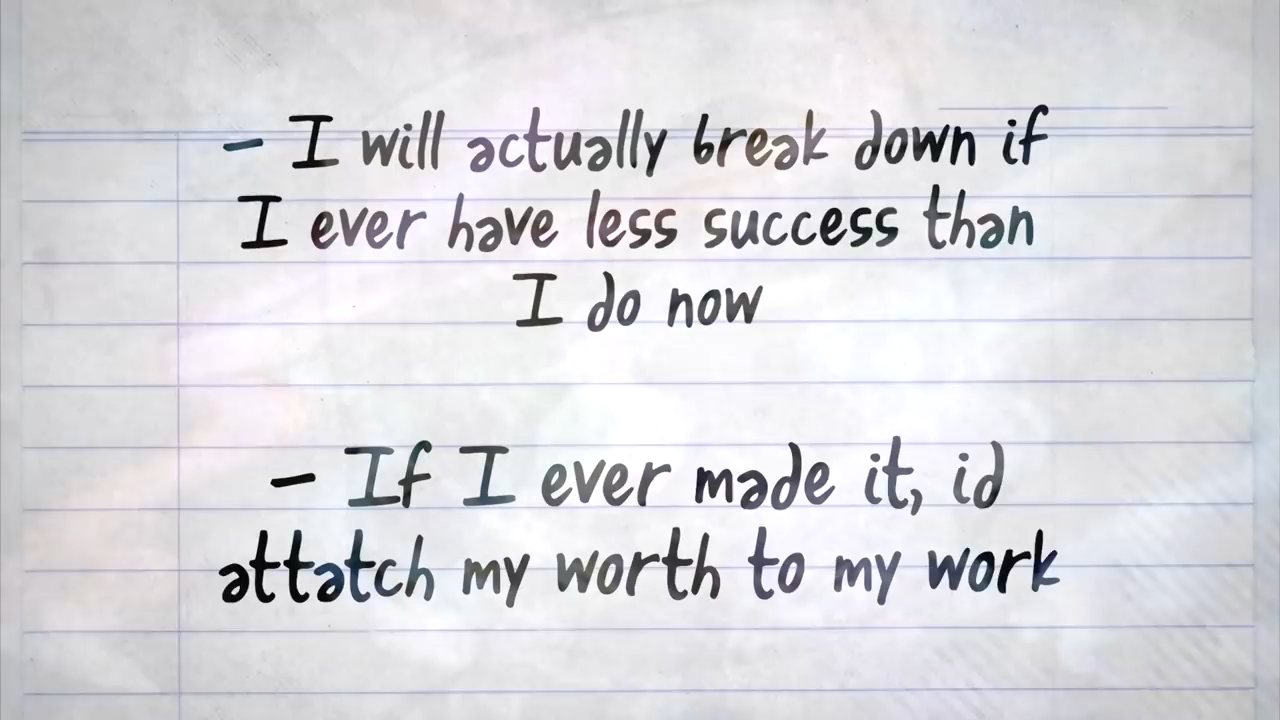 - I will actually break down if
I ever have less success than
I do now
- If I ever made it, id
attatch my worth to my work